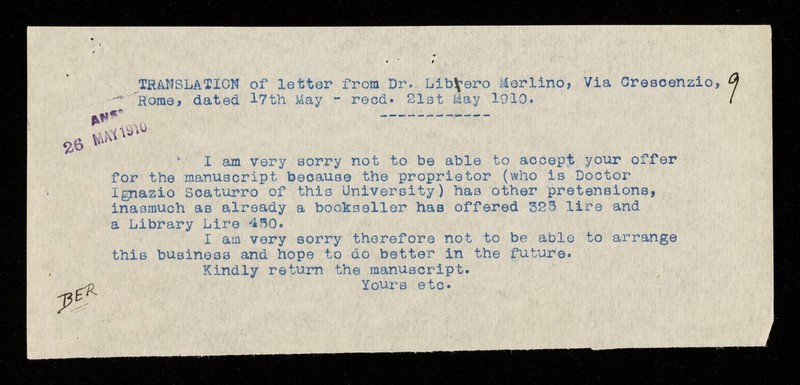 TRANSLATION of letter from Dr. Librero Merlino, Via Crescenzio, 9
Rome, dated 17th May - recd. 21st May 1910.
-------------
ANSD
26 MAY 1910
I am very sorry not to be able to accept your offer
for the manuscript because the proprietor (who is Doctor
Ignazio Scaturro of this University) has other pretensions,
inasmuch as already a bookseller has offered 325 lire and
a Library Lire 450.
I am very sorry therefore not to be able to arrange
this business and hope to do better in the future.
Kindly return the manuscript.
Yours etc.
BER